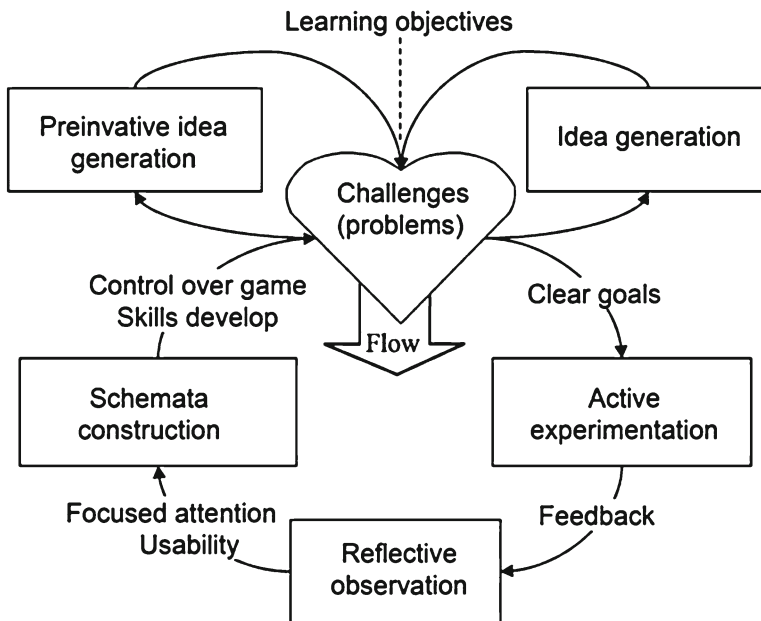 Learning objectives
Preinvative idea
generation
Idea generation
Challenges
(problems)
Control over game
Skills develop
Clear goals
Flow
Schemata
construction
Active
experimentation
Focused attention
Usability
Feedback
Reflective
observation